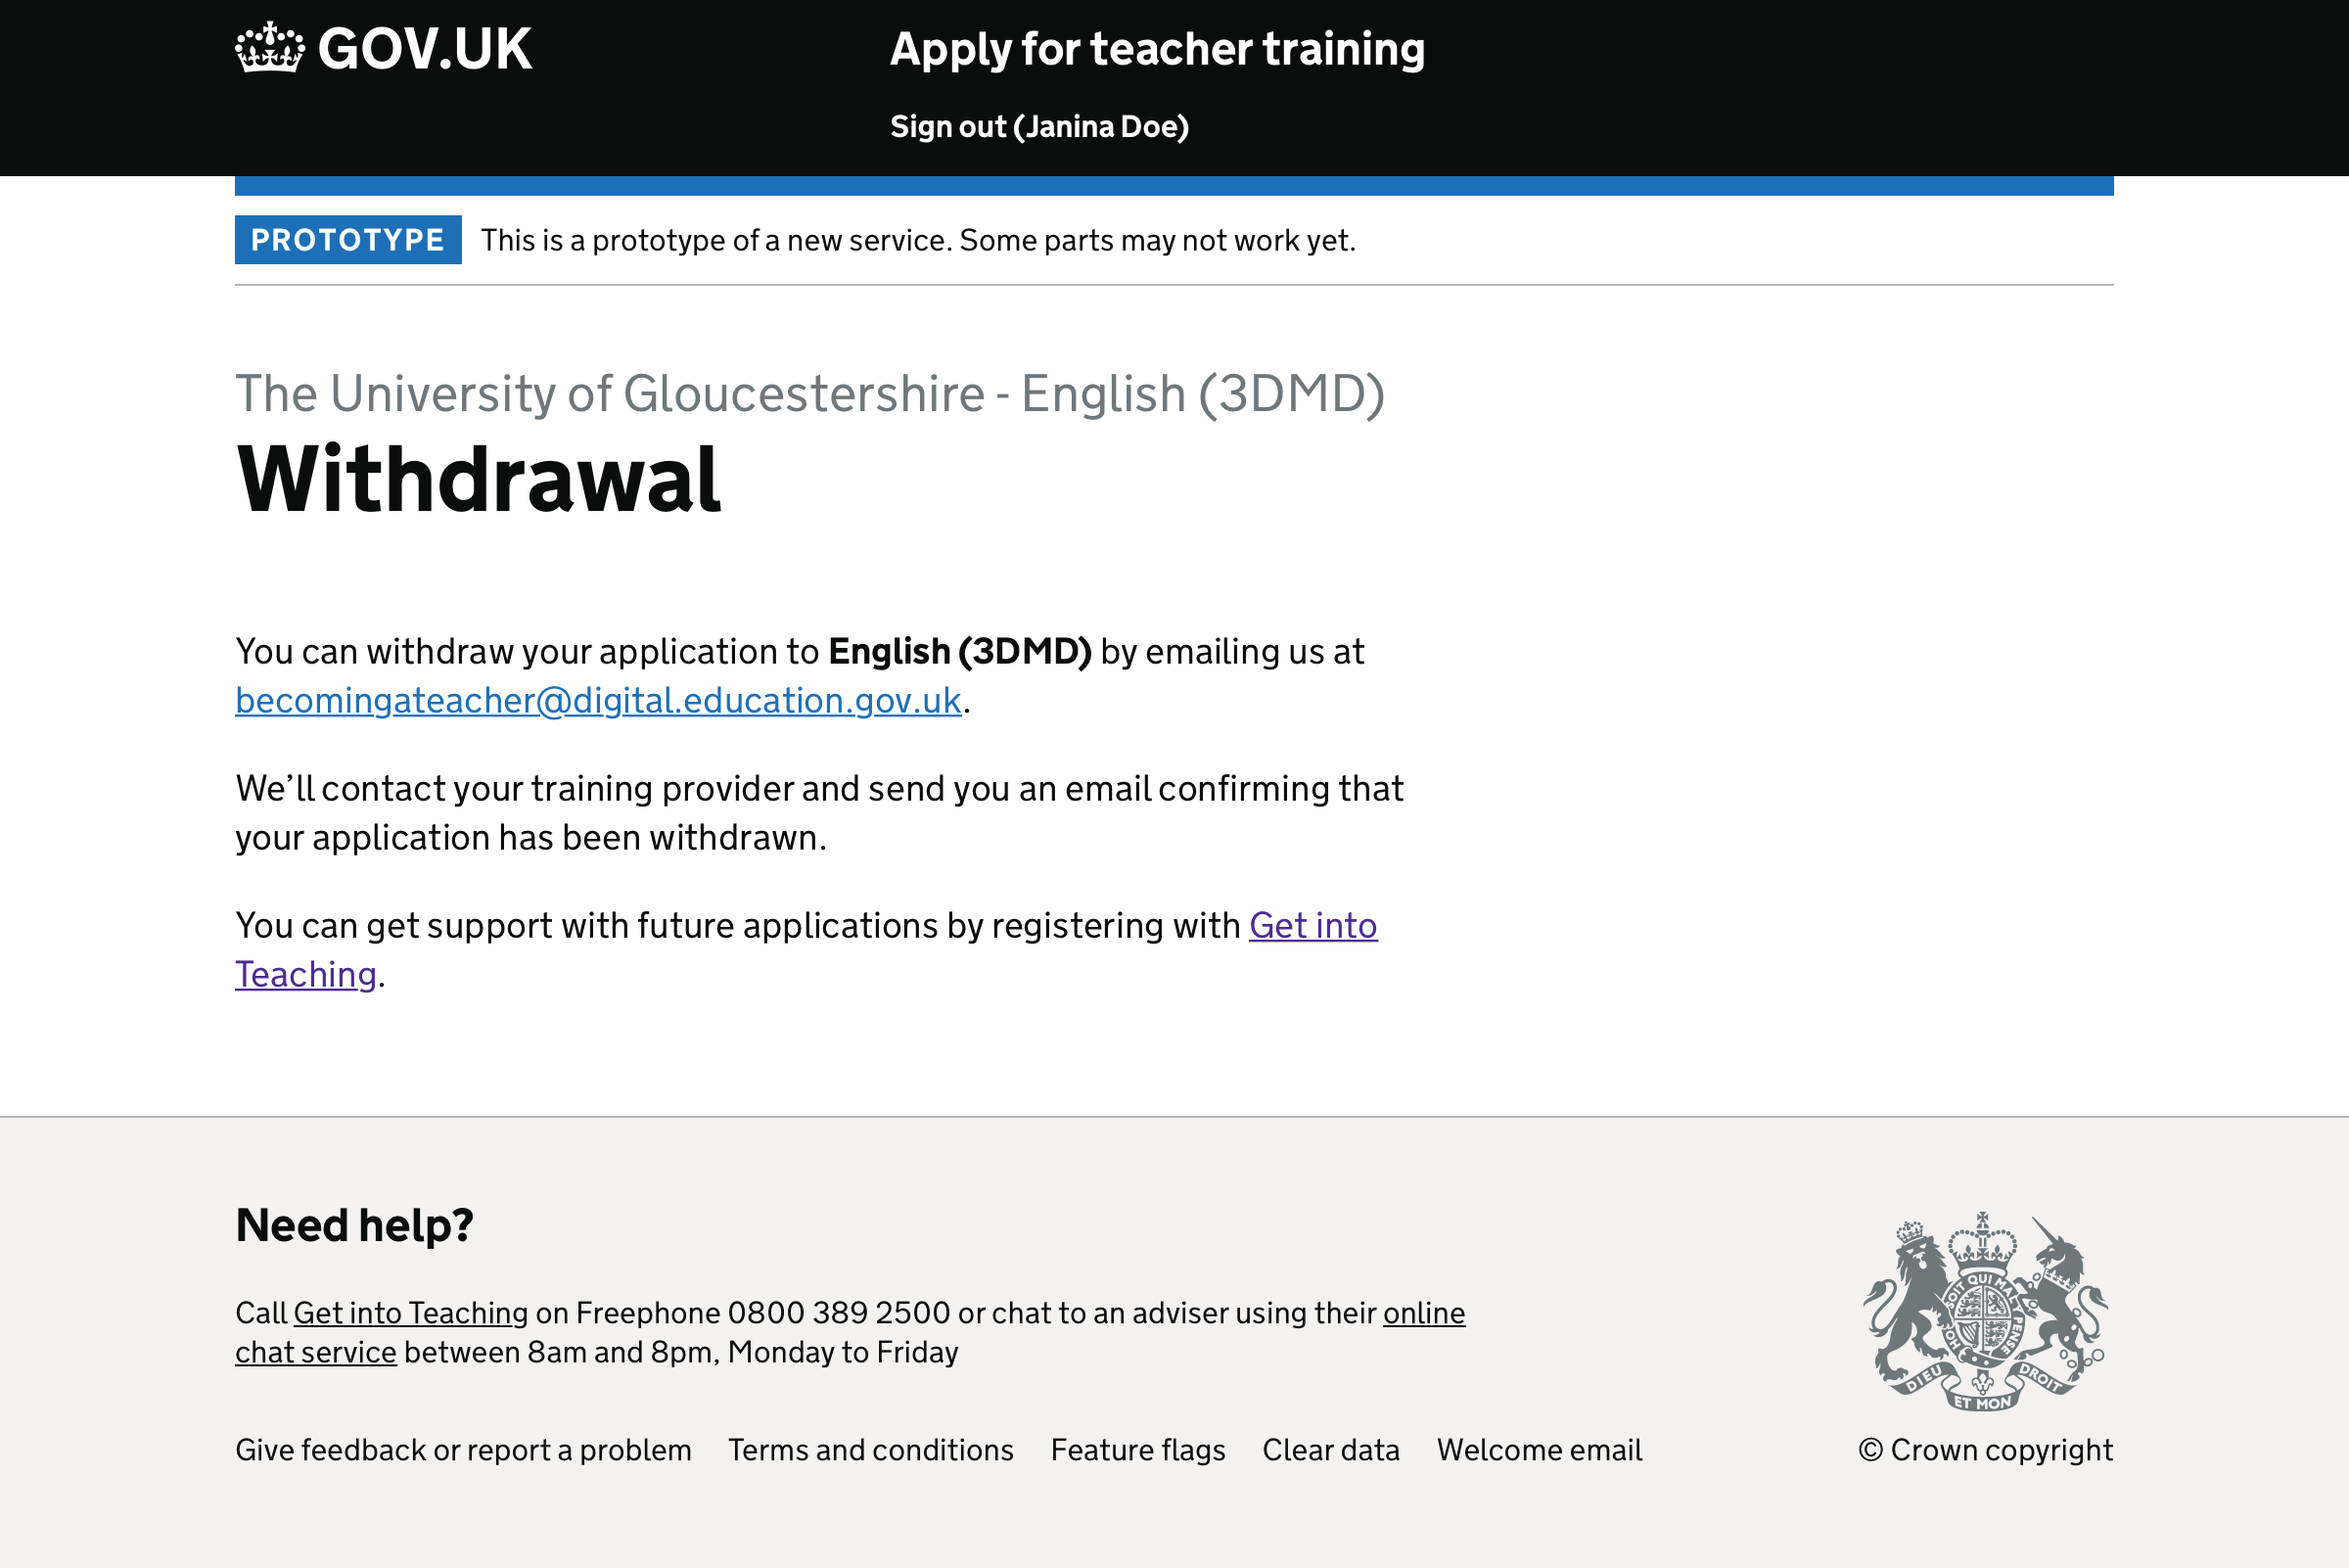 GOV.UK
Apply for teacher training
Sign out (Janina Doe)
PROTOTYPE This is a prototype of a new service. Some parts may not work yet.
The University of Gloucestershire - English (3DMD)
Withdrawal
You can withdraw your application to English (3DMD) by emailing us at
becomingateacher@digital.education.gov.uk.
We’ll contact your training provider and send you an email confirming that
your application has been withdrawn.
You can get support with future applications by registering with Get into
Teaching.
Need help?
Call Get into Teaching on Freephone 0800 389 2500 or chat to an adviser using their online
chat service between 8am and 8pm, Monday to Friday
Give feedback or report a problem Terms and conditions Feature flags Clear data Welcome email
SOIT QUI MAL Y PENSE
HON
DIEU ET MON DROIT
© Crown copyright